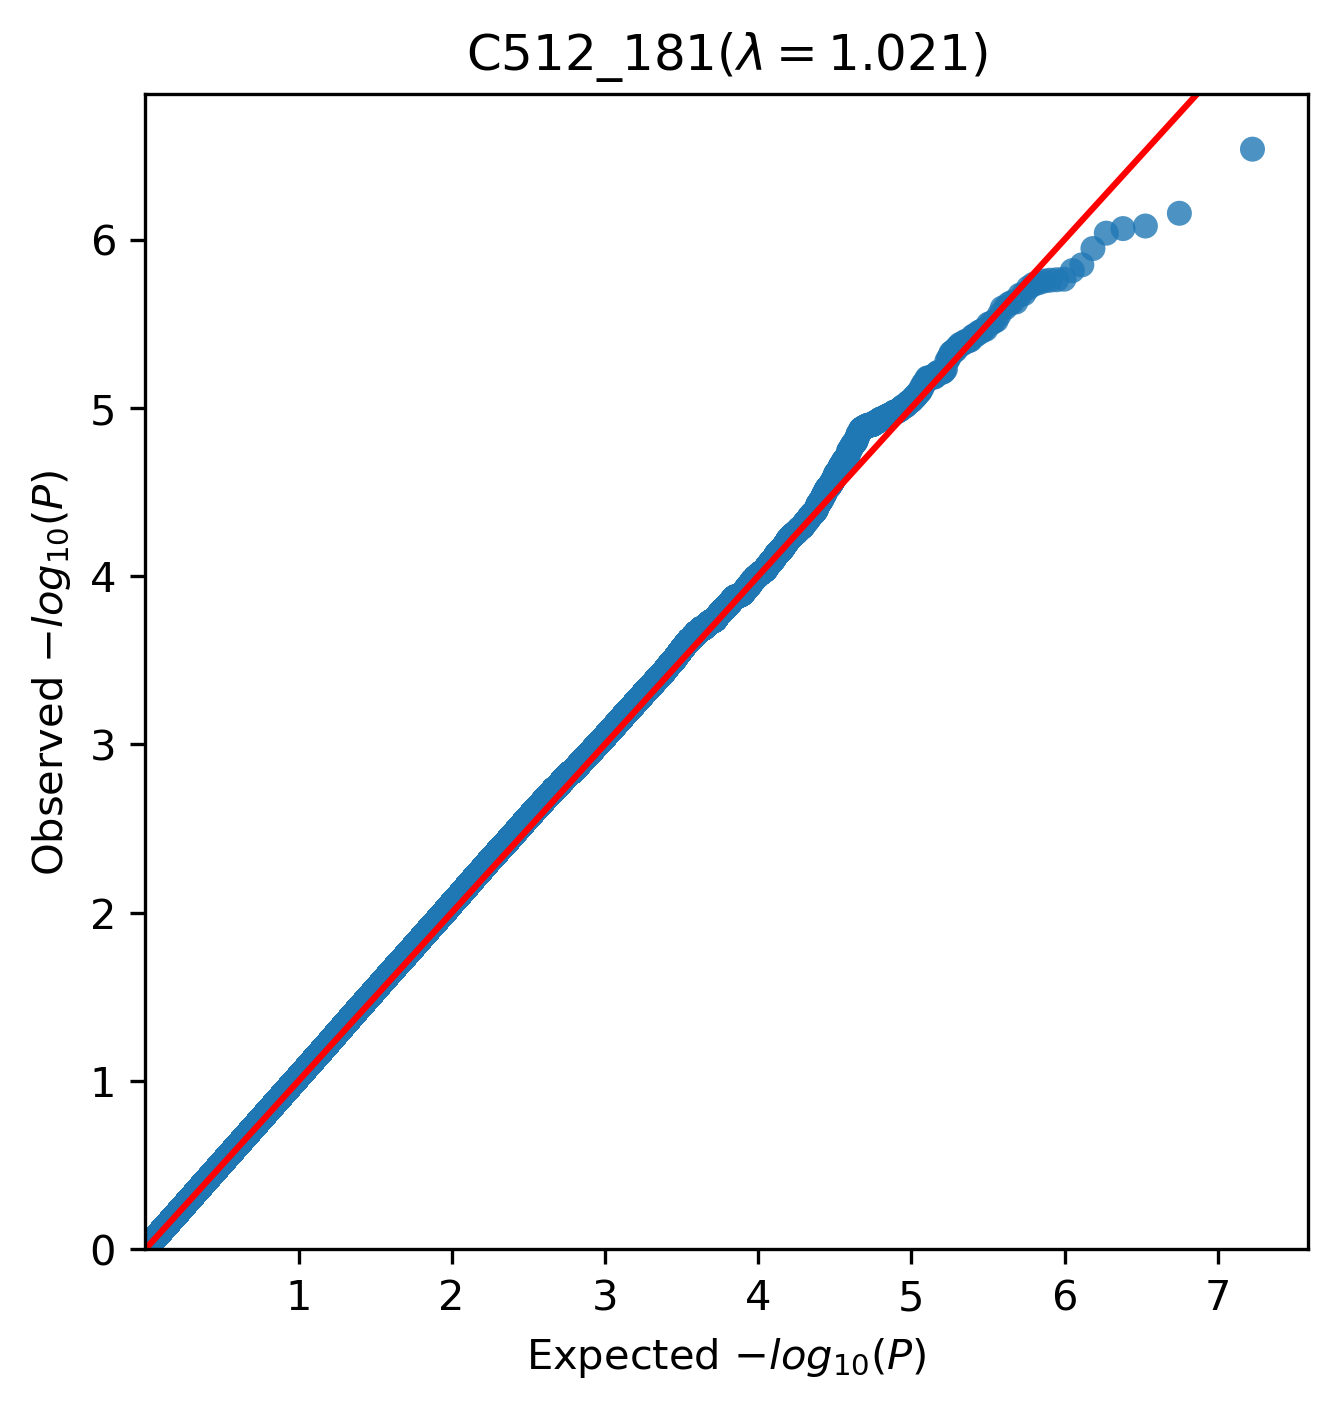 C512_181(λ = 1.021)
Observed −log10(P)
6
5
4
3
2
1
0
1 2 3 4 5 6 7
Expected −log10(P)